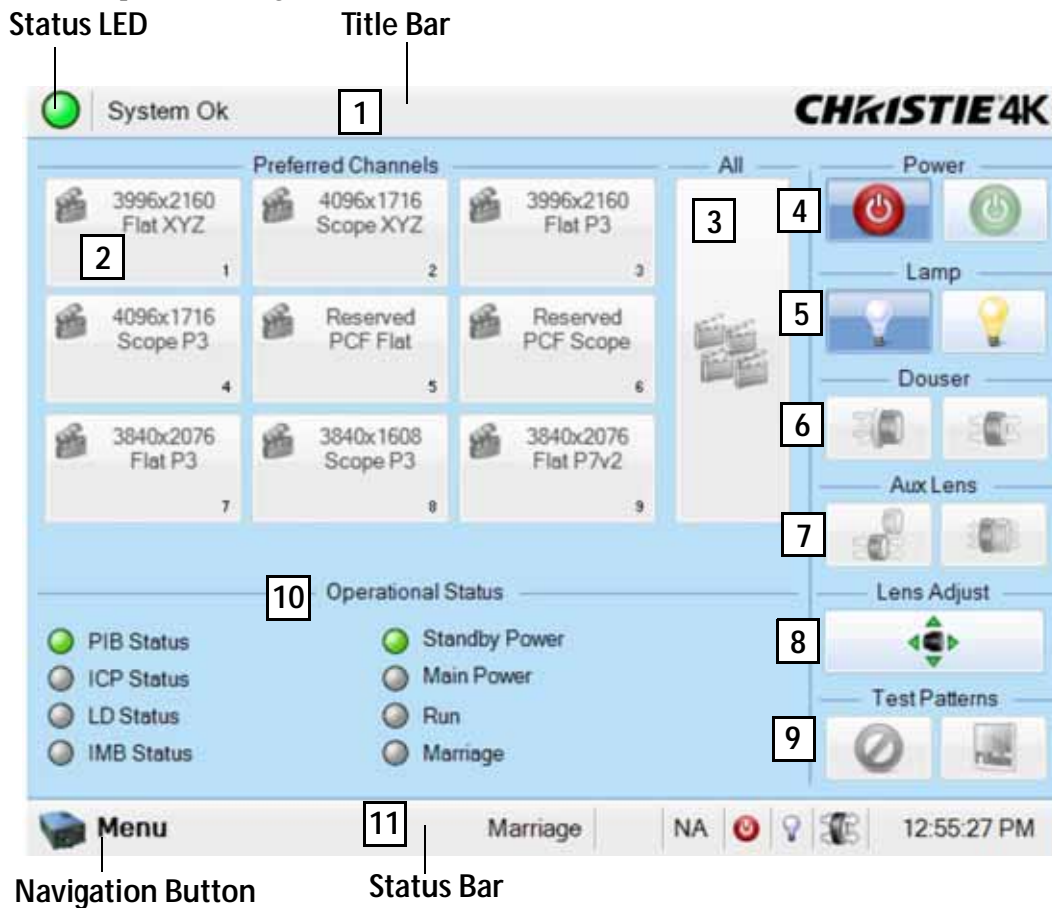 Status LED Title Bar
System Ok 1 CHRISTIE 4K
Preferred Channels All Power
3996x2160 4096x1716 3996x2160
Flat XYZ Scope XYZ Flat P3
2 3 4
1 2 3
Lamp
4096x1716 Reserved Reserved 5
Scope P3 PCF Flat PCF Scope
4 5 6
Douser
6
3840x2076 3840x1608 3840x2076
Flat P3 Scope P3 Flat P7v2
7 8 9
Aux Lens
7
10 Operational Status Lens Adjust
PIB Status Standby Power 8
ICP Status Main Power
LD Status Run Test Patterns
IMB Status Marriage 9
Menu 11 Marriage NA 12:55:27 PM
Navigation Button Status Bar